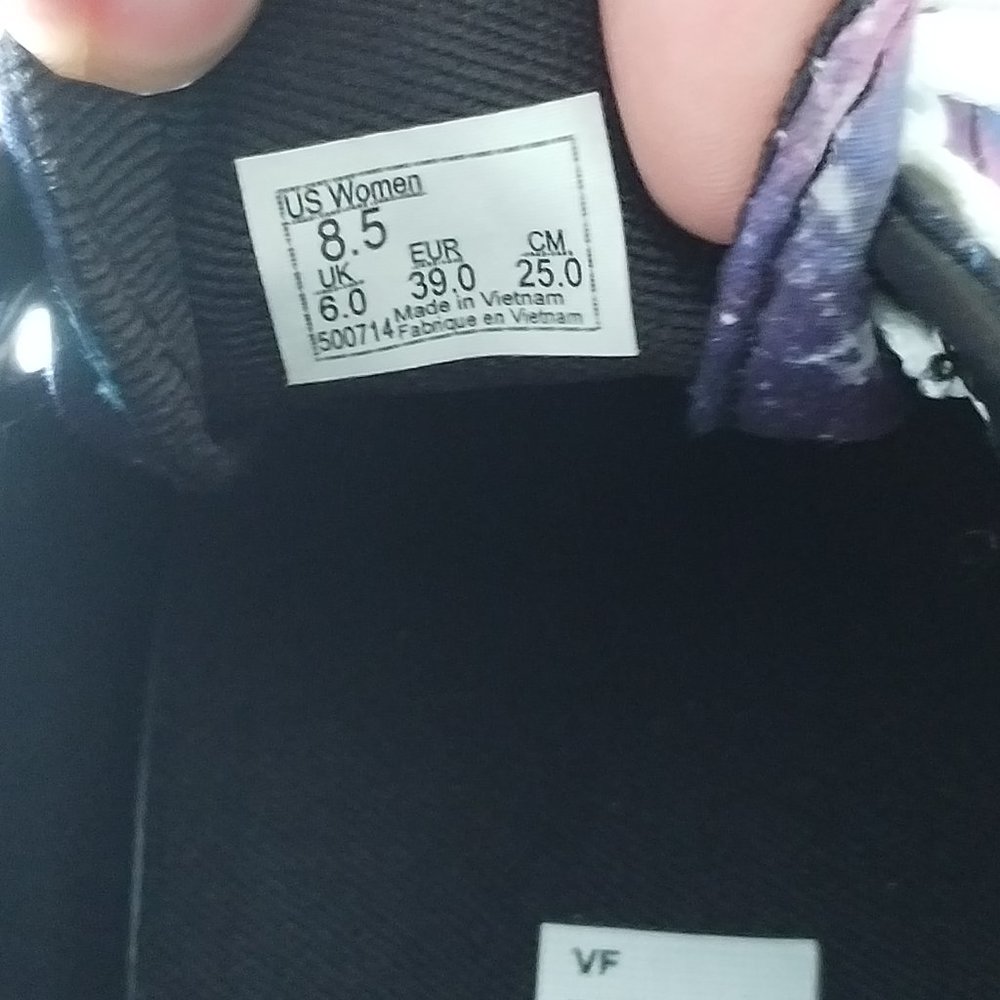 US Women
8.5
UK EUR CM
6.0 39.0 25.0
Made in Vietnam
500714 Fabrique en Vietnam
VF